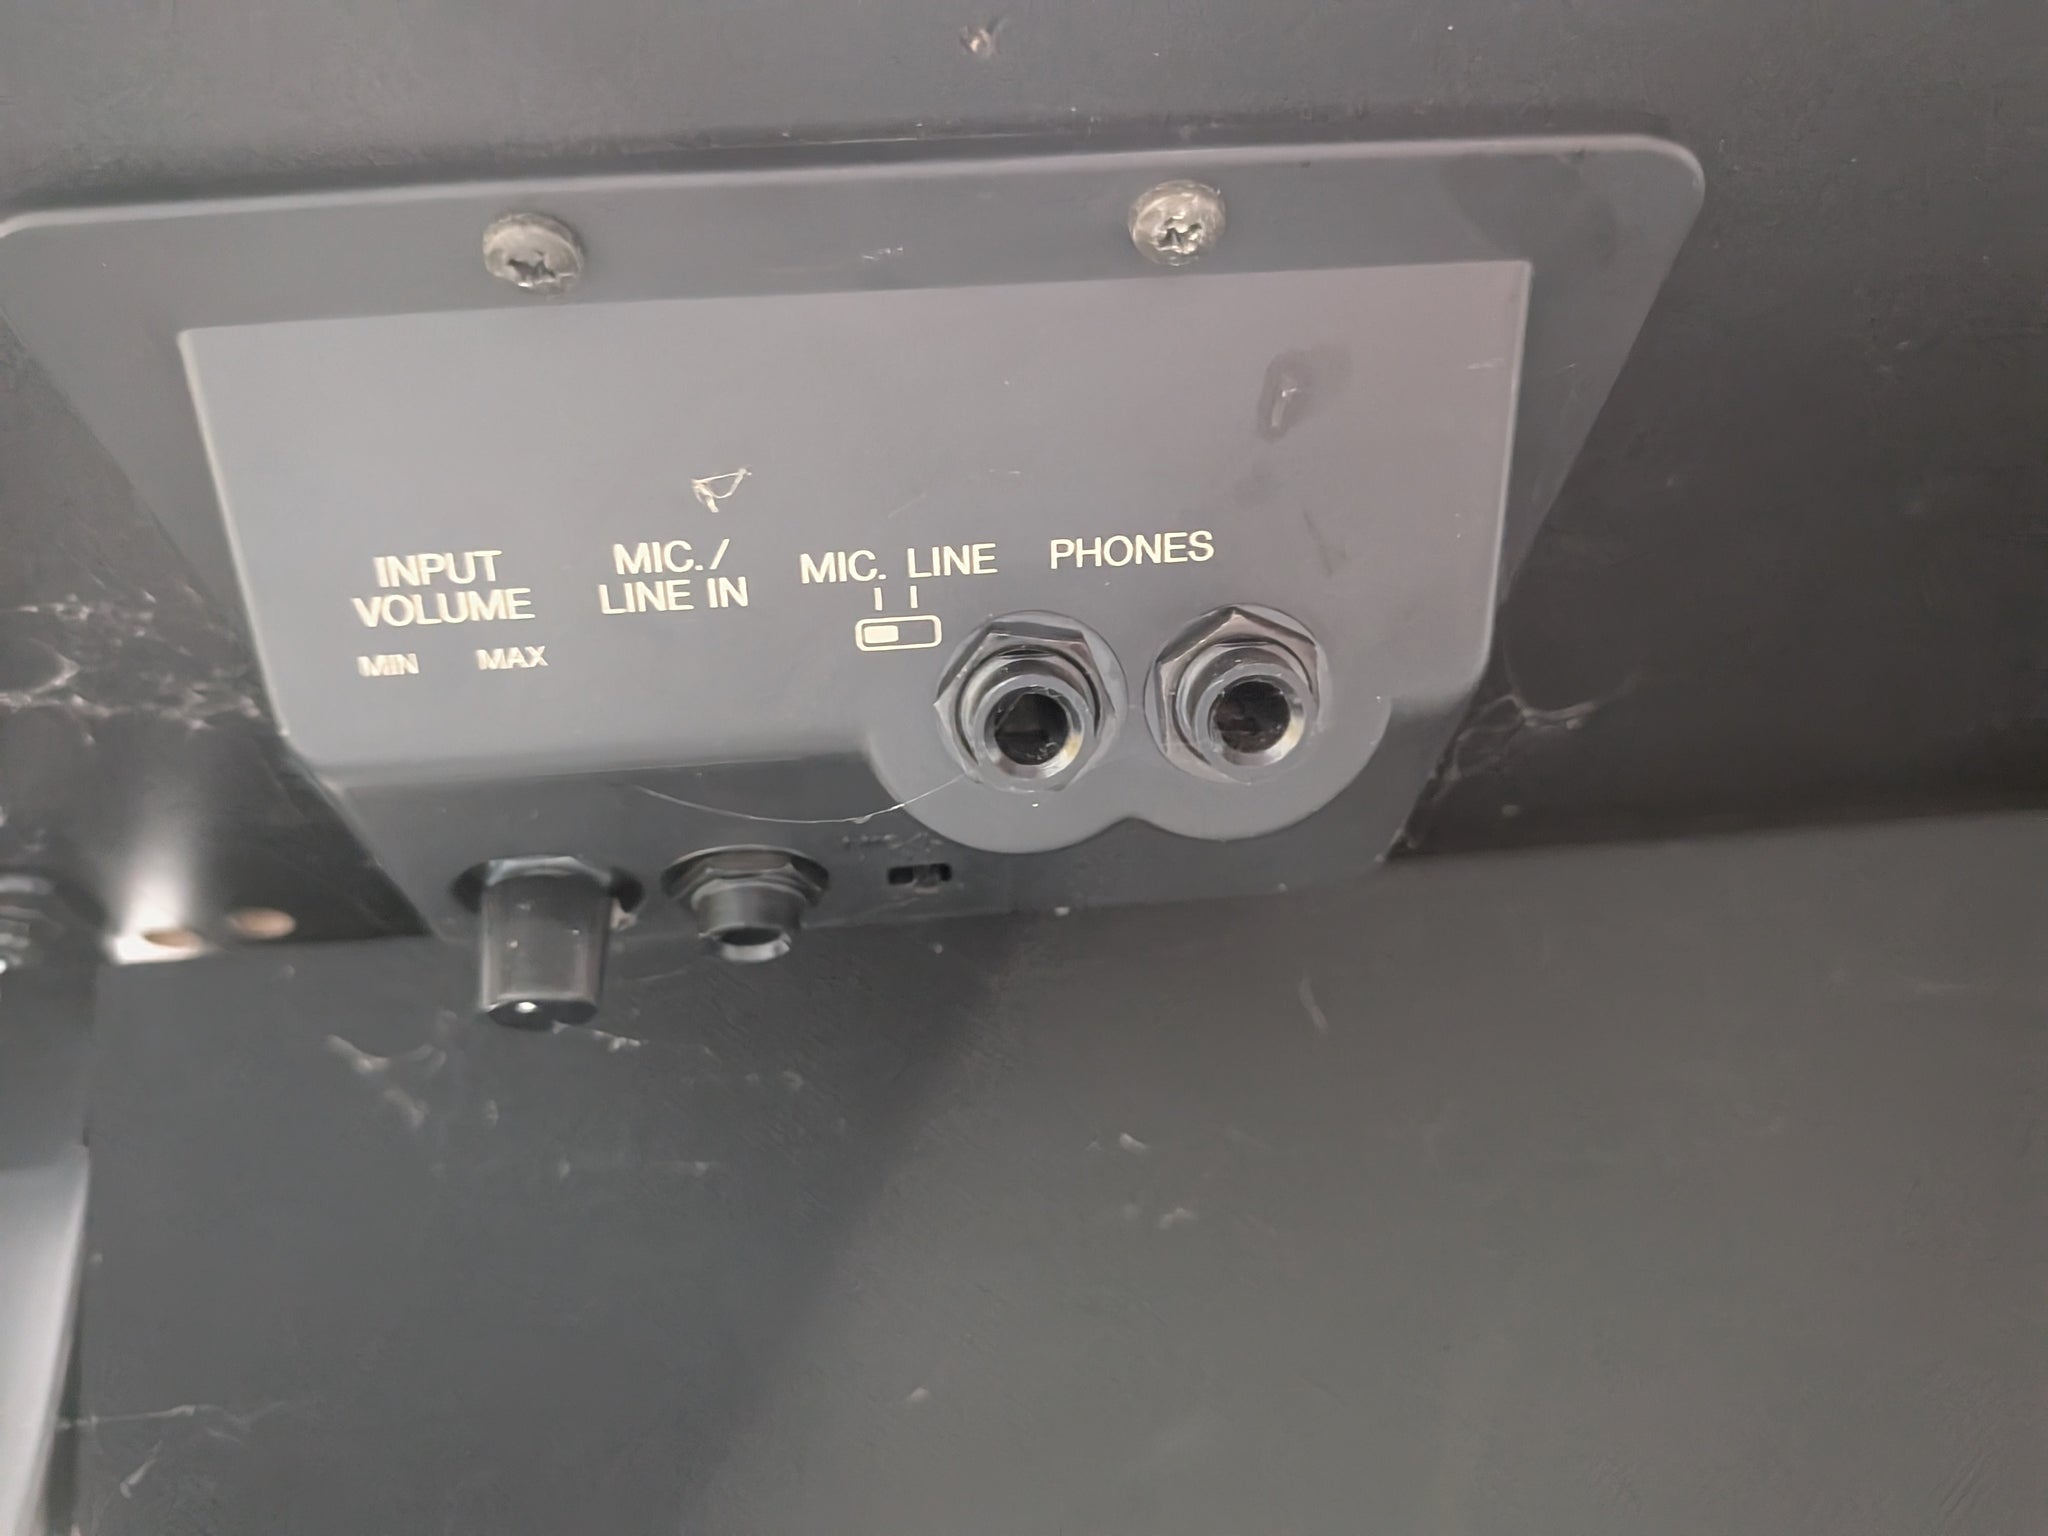 INPUT
VOLUME
MIN MAX
MIC./
LINE IN
MIC. LINE
PHONES